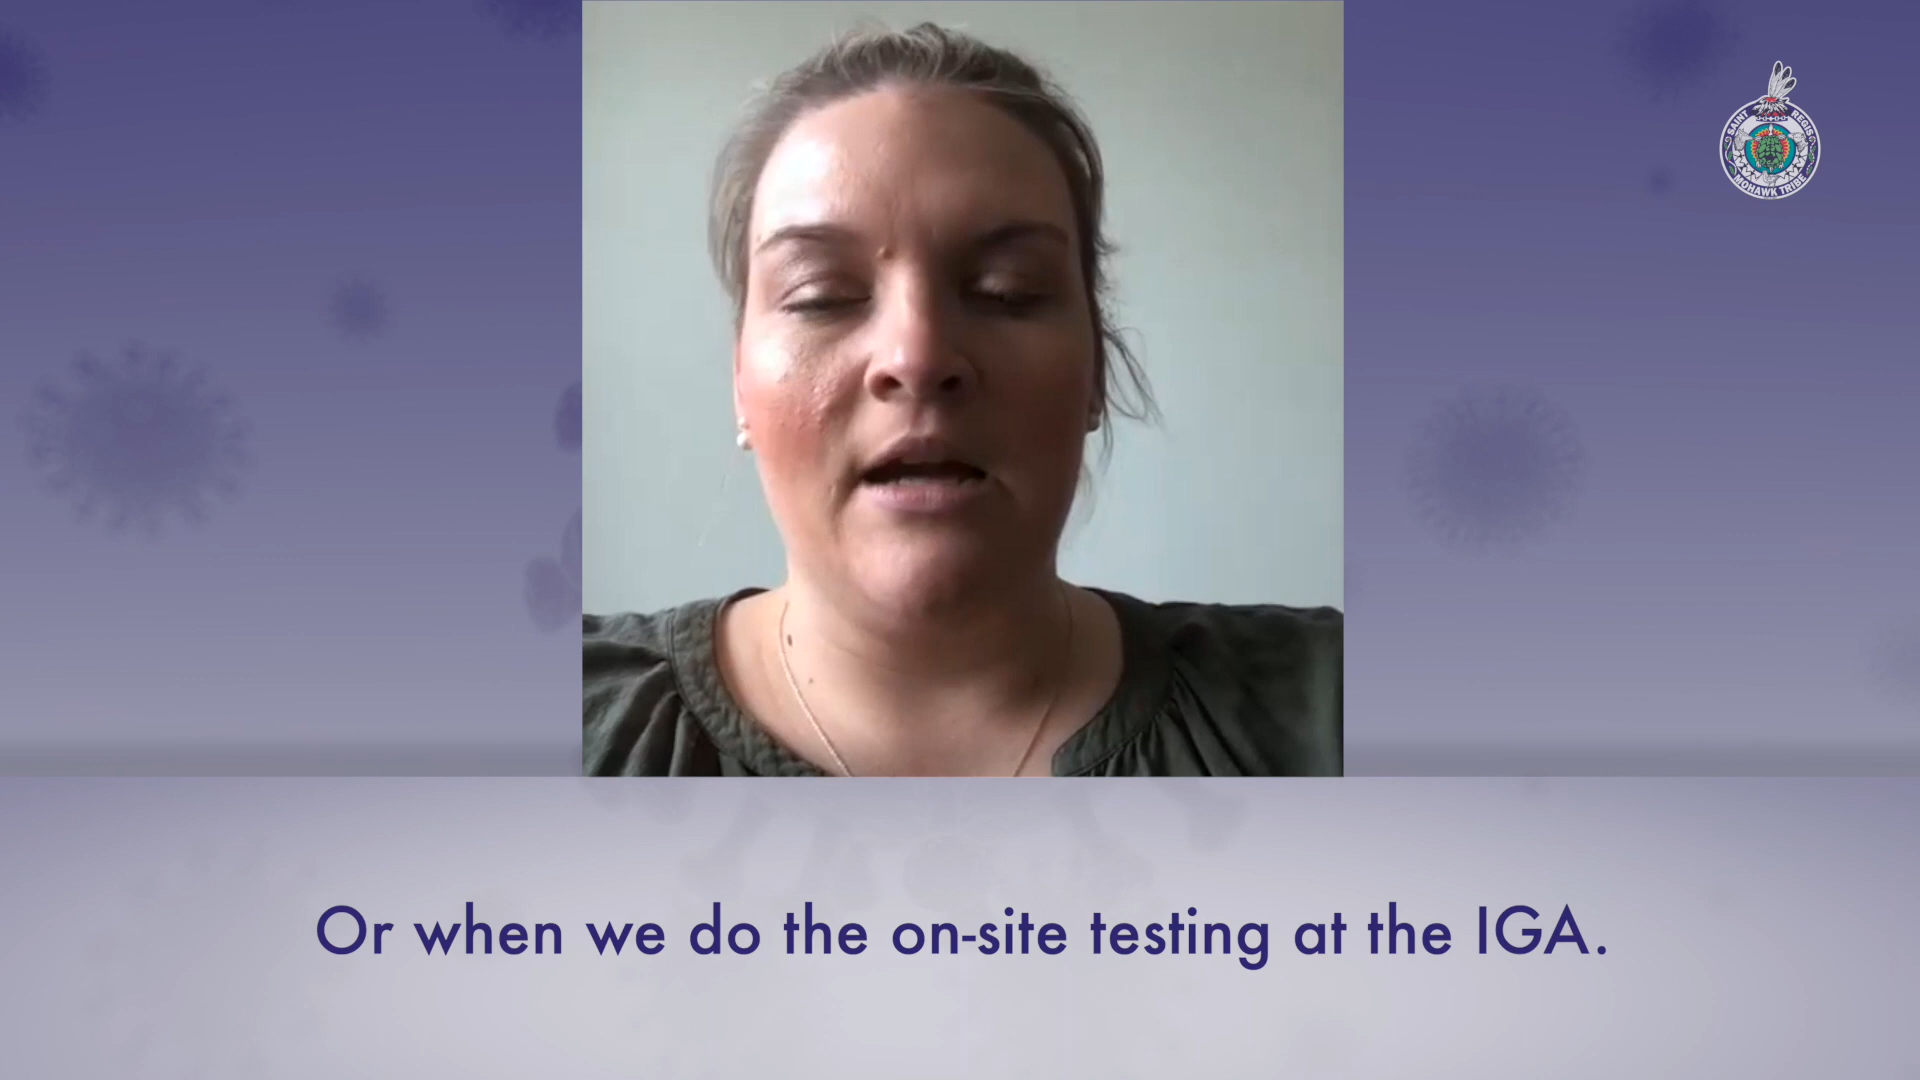 SAINT REGIS
MOHAWK TRIBE
Or when we do the on-site testing at the IGA.